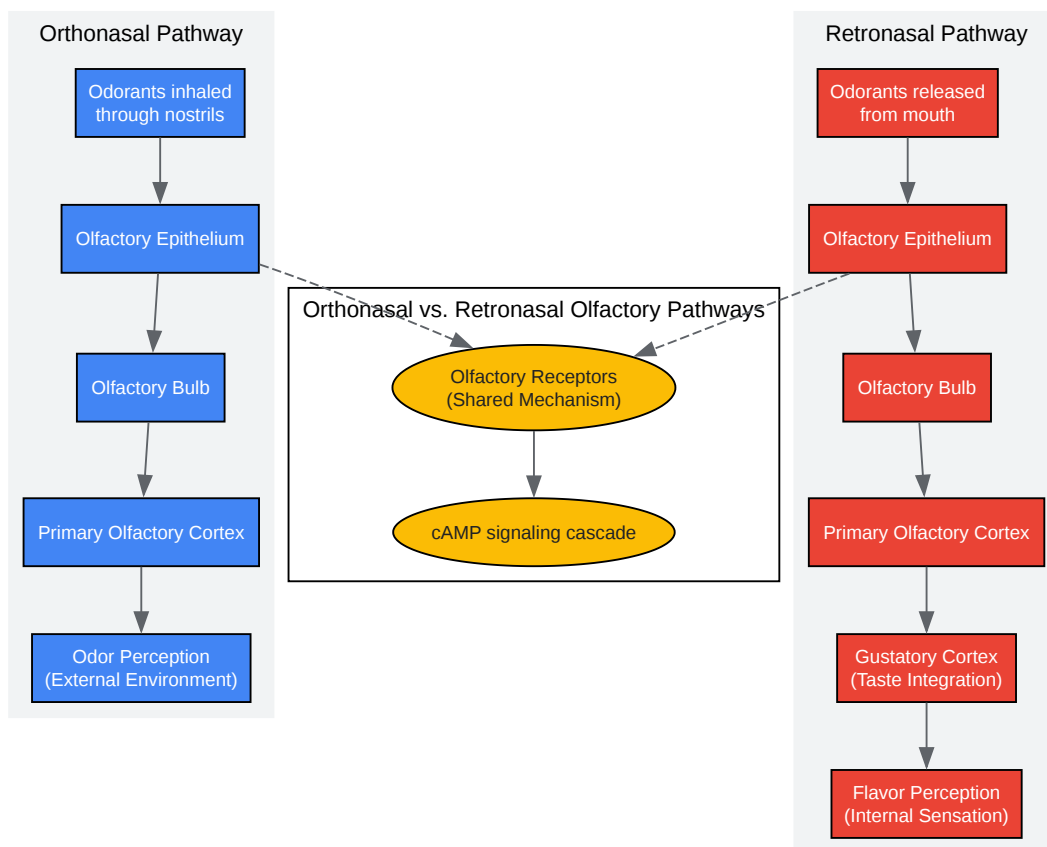 Orthonasal Pathway
Odorants inhaled
through nostrils
Olfactory Epithelium
Olfactory Bulb
Primary Olfactory Cortex
Odor Perception
(External Environment)
Orthonasal vs. Retronasal Olfactory Pathways
Olfactory Receptors
(Shared Mechanism)
cAMP signaling cascade
Retronasal Pathway
Odorants released
from mouth
Olfactory Epithelium
Olfactory Bulb
Primary Olfactory Cortex
Gustatory Cortex
(Taste Integration)
Flavor Perception
(Internal Sensation)